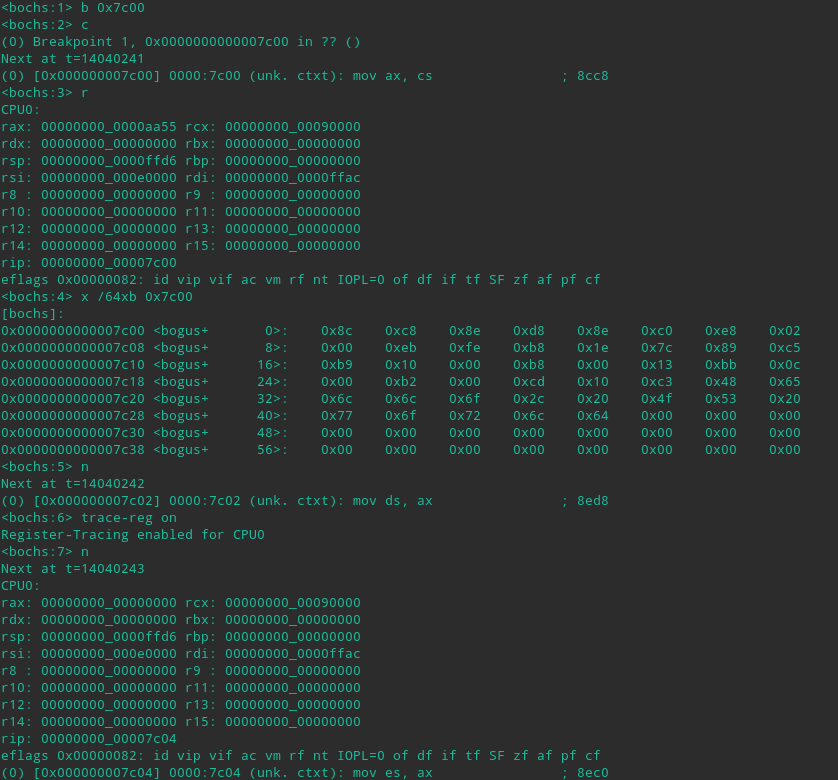 <bochs:1> b 0x7c00
<bochs:2> c
(0) Breakpoint 1, 0x0000000000007c00 in ?? ()
Next at t=14040241
(0) [0x000000007c00] 0000:7c00 (unk. ctxt): mov ax, cs                ; 8cc8
<bochs:3> r
CPU0:
rax: 00000000_0000aa55 rcx: 00000000_00090000
rdx: 00000000_00000000 rbx: 00000000_00000000
rsp: 00000000_0000ffd6 rbp: 00000000_00000000
rsi: 00000000_000e0000 rdi: 00000000_0000ffac
r8 : 00000000_00000000 r9 : 00000000_00000000
r10: 00000000_00000000 r11: 00000000_00000000
r12: 00000000_00000000 r13: 00000000_00000000
r14: 00000000_00000000 r15: 00000000_00000000
rip: 00000000_00007c00
eflags 0x00000082: id vip vif ac vm rf nt IOPL=0 of df if tf SF zf af pf cf
<bochs:4> x /64xb 0x7c00
[bochs]:
0x0000000000007c00 <bogus+       0>:    0x8c    0xc8    0x8e    0xd8    0x8e    0xc0    0xe8    0x02
0x0000000000007c08 <bogus+       8>:    0x00    0xeb    0xfe    0xb8    0x1e    0x7c    0x89    0xc5
0x0000000000007c10 <bogus+      16>:    0xb9    0x10    0x00    0xb8    0x00    0x13    0xbb    0x0c
0x0000000000007c18 <bogus+      24>:    0x00    0xb2    0x00    0xcd    0x10    0xc3    0x48    0x65
0x0000000000007c20 <bogus+      32>:    0x6c    0x6c    0x6f    0x2c    0x20    0x4f    0x53    0x20
0x0000000000007c28 <bogus+      40>:    0x77    0x6f    0x72    0x6c    0x64    0x00    0x00    0x00
0x0000000000007c30 <bogus+      48>:    0x00    0x00    0x00    0x00    0x00    0x00    0x00    0x00
0x0000000000007c38 <bogus+      56>:    0x00    0x00    0x00    0x00    0x00    0x00    0x00    0x00
<bochs:5> n
Next at t=14040242
(0) [0x000000007c02] 0000:7c02 (unk. ctxt): mov ds, ax                ; 8ed8
<bochs:6> trace-reg on
Register-Tracing enabled for CPU0
<bochs:7> n
Next at t=14040243
CPU0:
rax: 00000000_00000000 rcx: 00000000_00090000
rdx: 00000000_00000000 rbx: 00000000_00000000
rsp: 00000000_0000ffd6 rbp: 00000000_00000000
rsi: 00000000_000e0000 rdi: 00000000_0000ffac
r8 : 00000000_00000000 r9 : 00000000_00000000
r10: 00000000_00000000 r11: 00000000_00000000
r12: 00000000_00000000 r13: 00000000_00000000
r14: 00000000_00000000 r15: 00000000_00000000
rip: 00000000_00007c04
eflags 0x00000082: id vip vif ac vm rf nt IOPL=0 of df if tf SF zf af pf cf
(0) [0x000000007c04] 0000:7c04 (unk. ctxt): mov es, ax                ; 8ec0